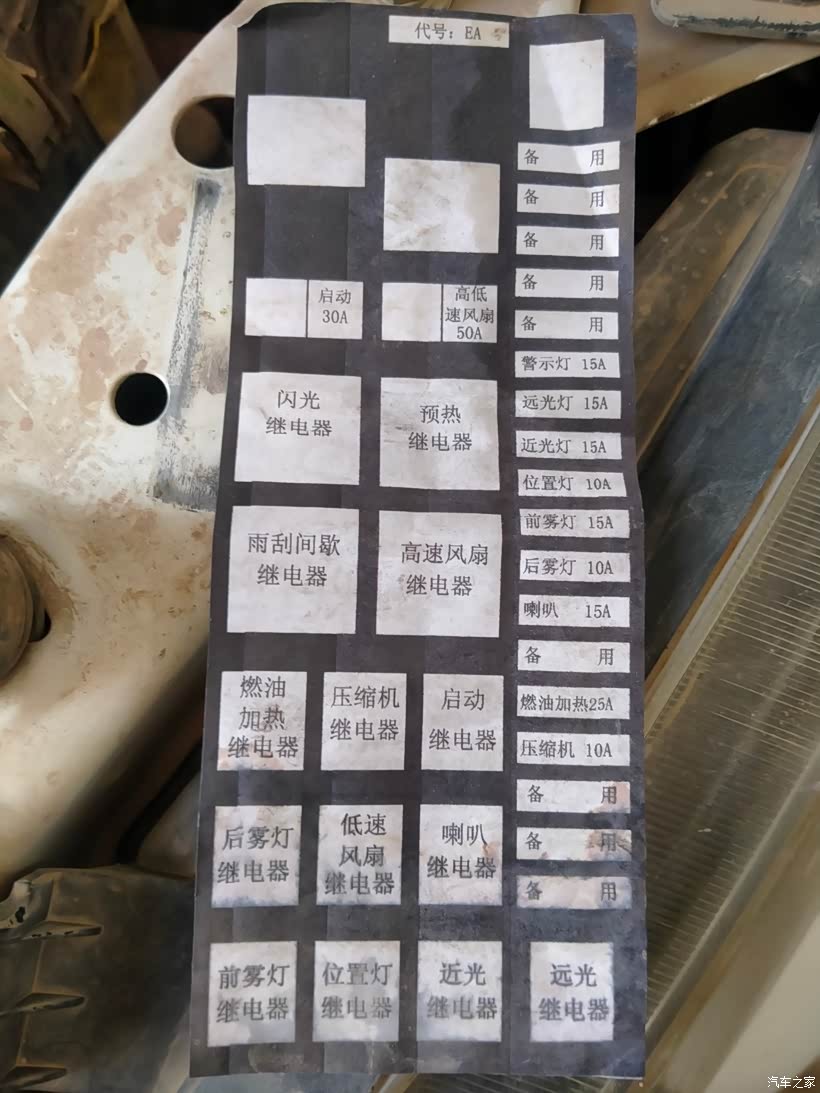 代号：EA
备 用
备 用
备 用
备 用
备 用
启动
30A
高低
速风扇
50A
警示灯 15A
远光灯 15A
近光灯 15A
位置灯 10A
前雾灯 15A
后雾灯 10A
喇叭 15A
备 用
燃油加热25A
压缩机 10A
备 用
备 用
备 用
闪光
继电器
预热
继电器
雨刮间歇
继电器
高速风扇
继电器
燃油
加热
继电器
压缩机
继电器
启动
继电器
后雾灯
继电器
低速
风扇
继电器
喇叭
继电器
前雾灯
继电器
位置灯
继电器
近光
继电器
远光
继电器
汽车之家